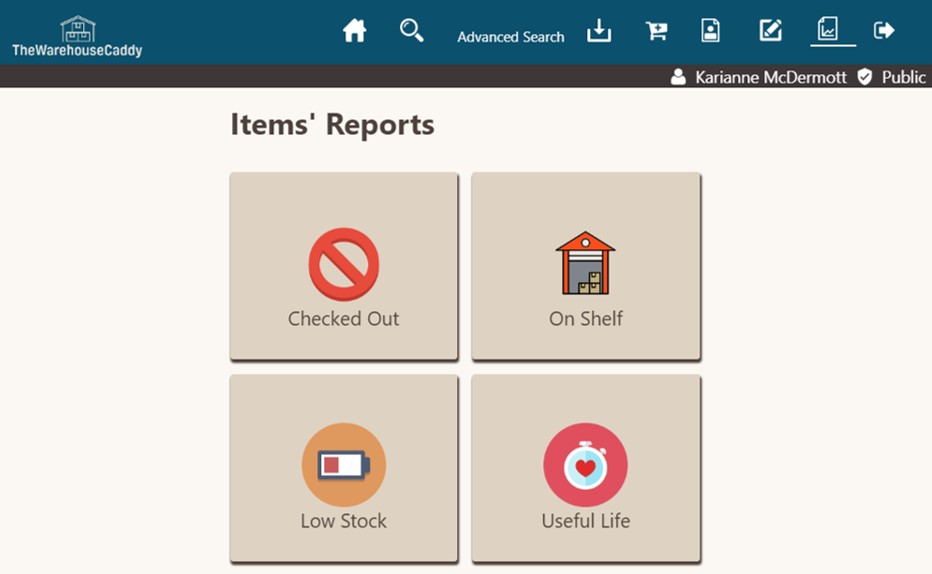 TheWarehouseCaddy
Advanced Search
Karianne McDermott Public
Items' Reports
Checked Out
On Shelf
Low Stock
Useful Life